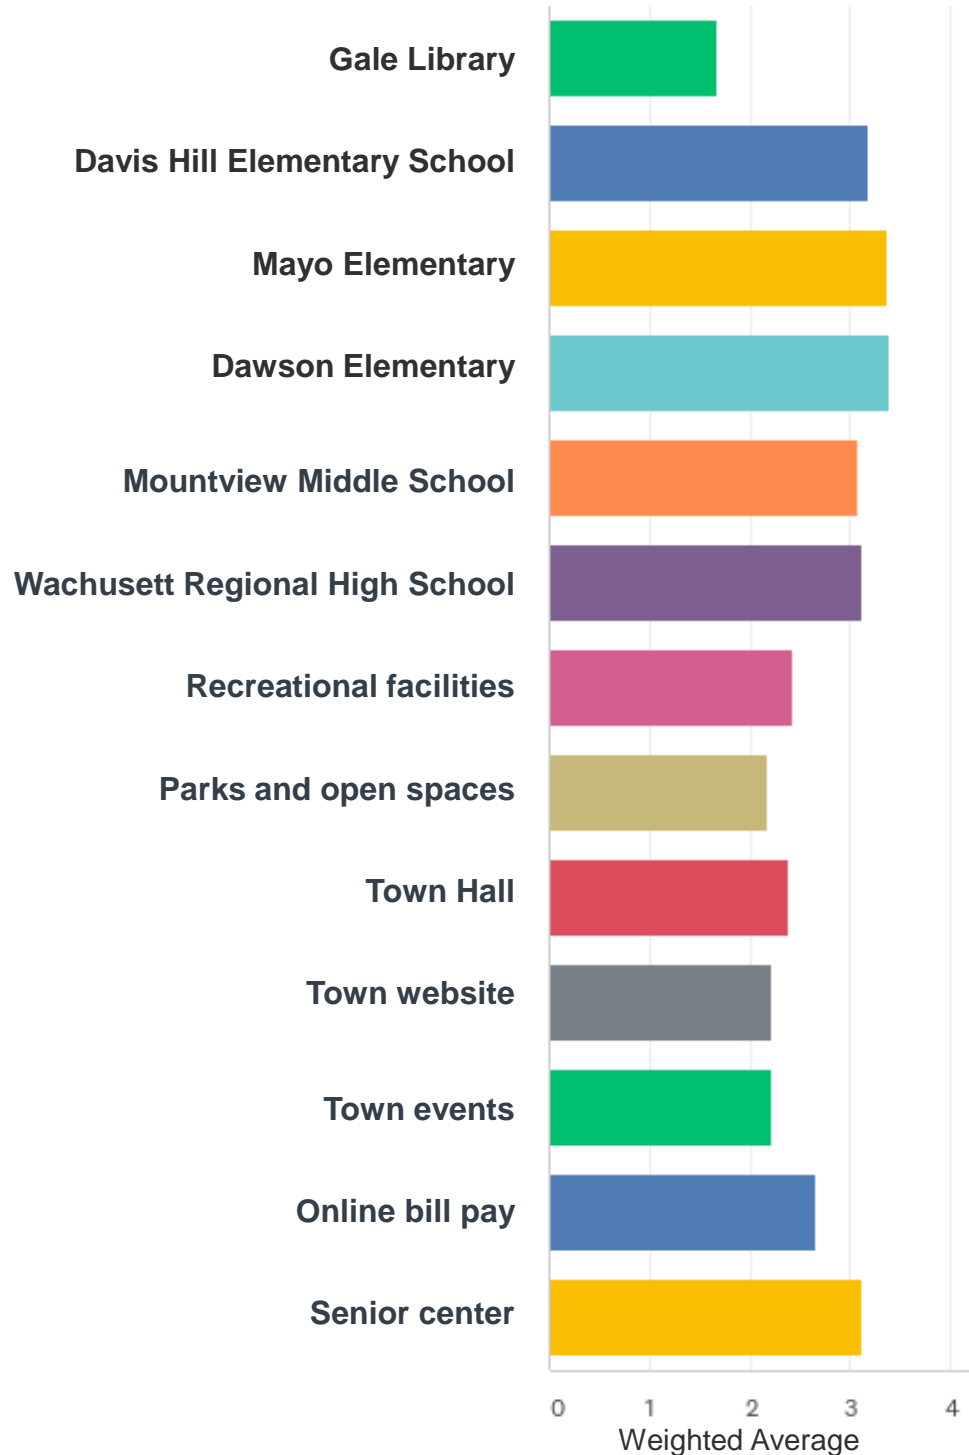 Gale Library
Davis Hill Elementary School
Mayo Elementary
Dawson Elementary
Mountview Middle School
Wachusett Regional High School
Recreational facilities
Parks and open spaces
Town Hall
Town website
Town events
Online bill pay
Senior center
0 1 2 3 4
Weighted Average